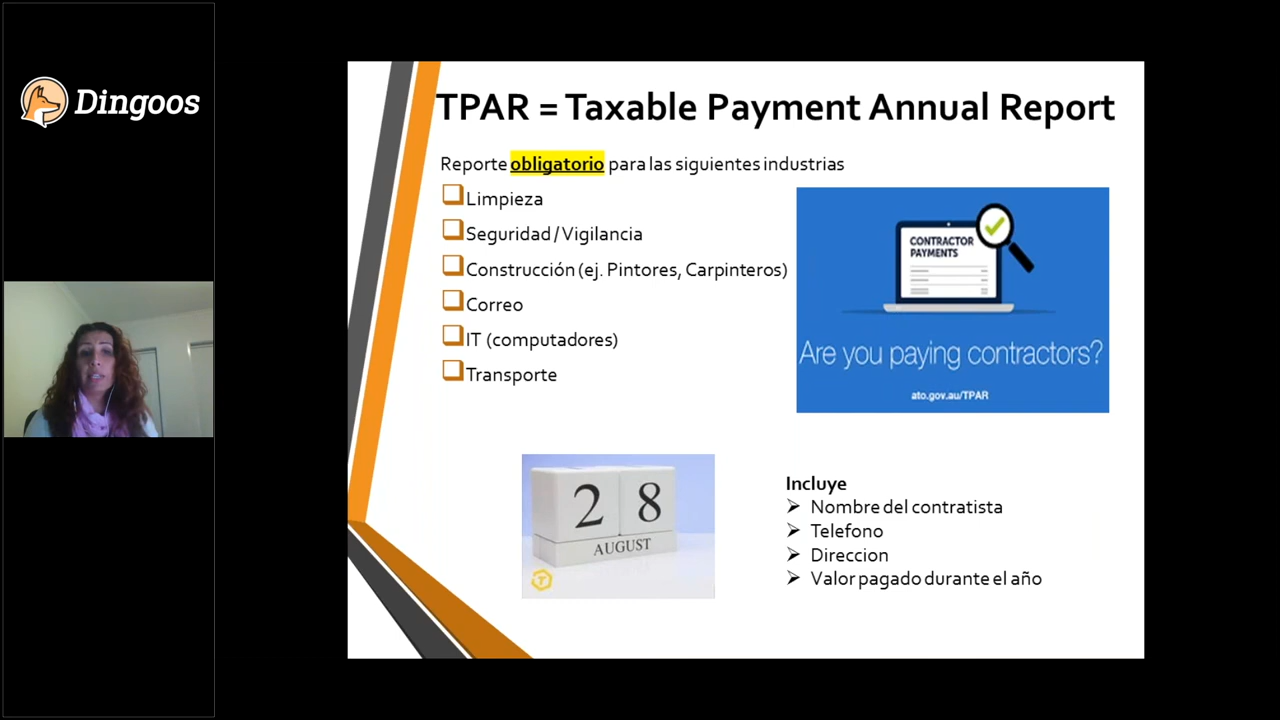 Dingoos
TPAR = Taxable Payment Annual Report
Reporte obligatorio para las siguientes industrias
Limpieza
Seguridad / Vigilancia
Construcción (ej. Pintores, Carpinteros)
Correo
IT (computadores)
Transporte
CONTRACTOR
PAYMENTS
Are you paying contractors?
ato.gov.au/TPAR
28
AUGUST
Incluye
Nombre del contratista
Telefono
Direccion
Valor pagado durante el año